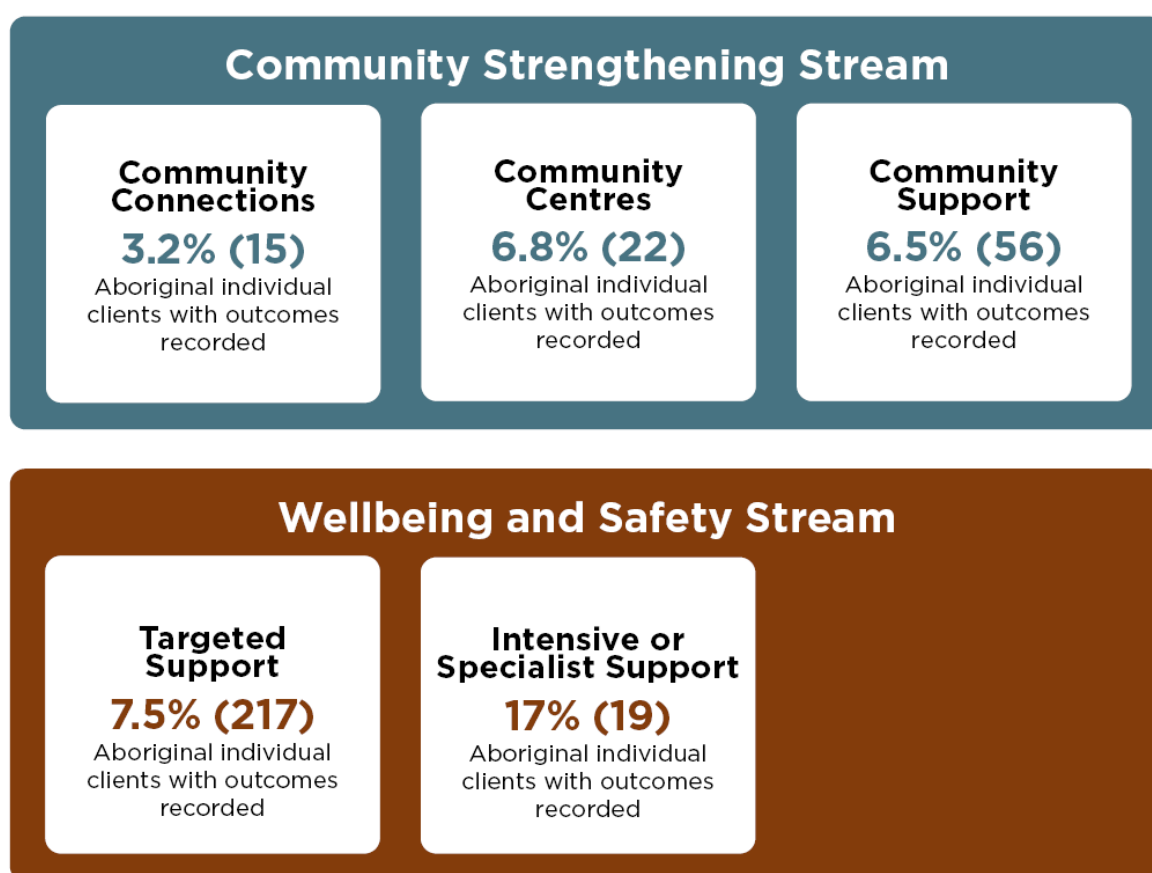 Community Strengthening Stream
Community
Connections
3.2% (15)
Aboriginal individual
clients with outcomes
recorded
Community
Centres
6.8% (22)
Aboriginal individual
clients with outcomes
recorded
Community
Support
6.5% (56)
Aboriginal individual
clients with outcomes
recorded
Wellbeing and Safety Stream
Targeted
Support
7.5% (217)
Aboriginal individual
clients with outcomes
recorded
Intensive or
Specialist Support
17% (19)
Aboriginal individual
clients with outcomes
recorded